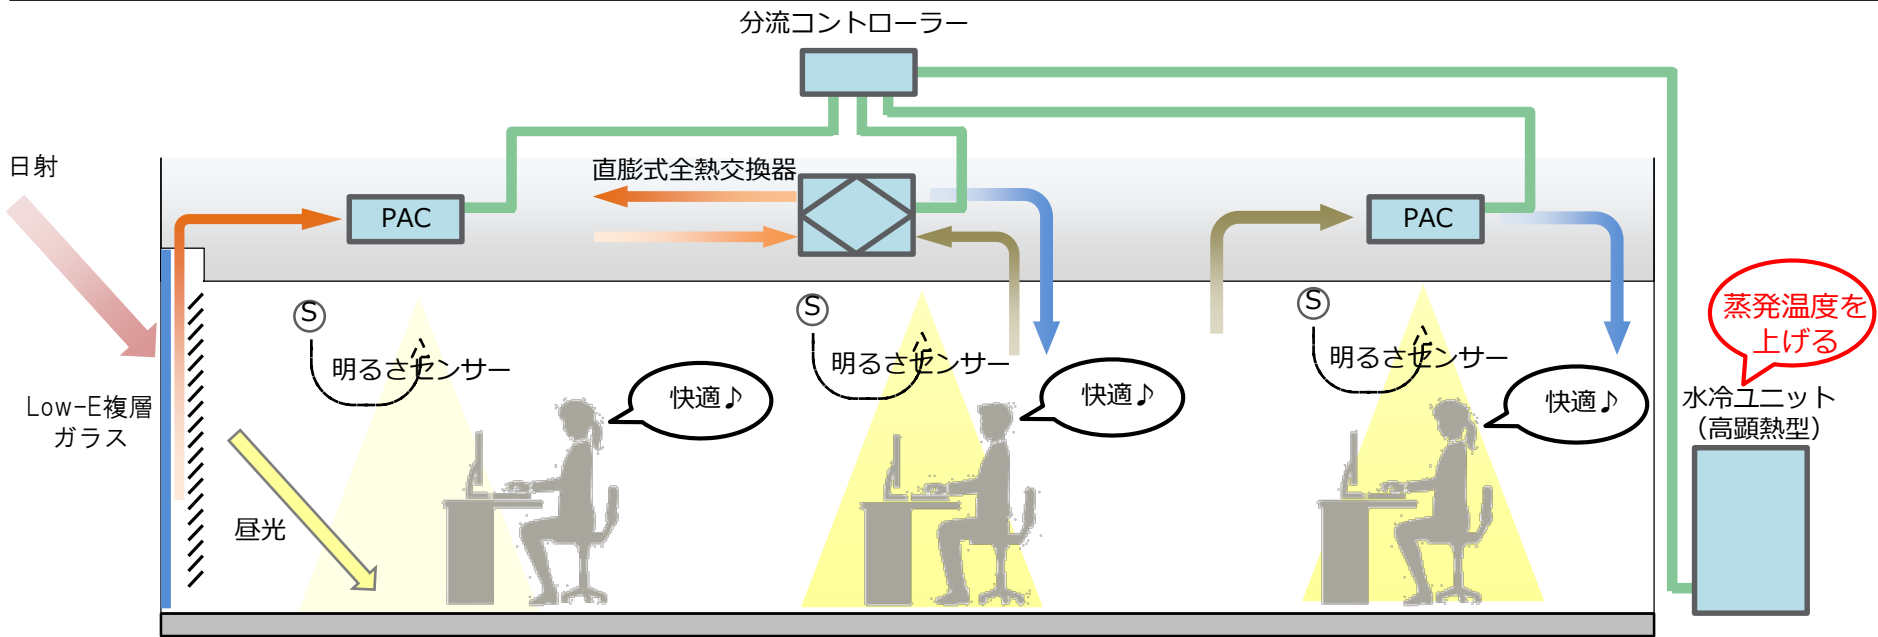 分流コントローラー
日射
直膨式全熱交換器
PAC
PAC
S
S
S
蒸発温度を
上げる
明るさセンサー
明るさセンサー
明るさセンサー
快適♪
快適♪
快適♪
Low-E複層
ガラス
水冷ユニット
（高顕熱型）
昼光